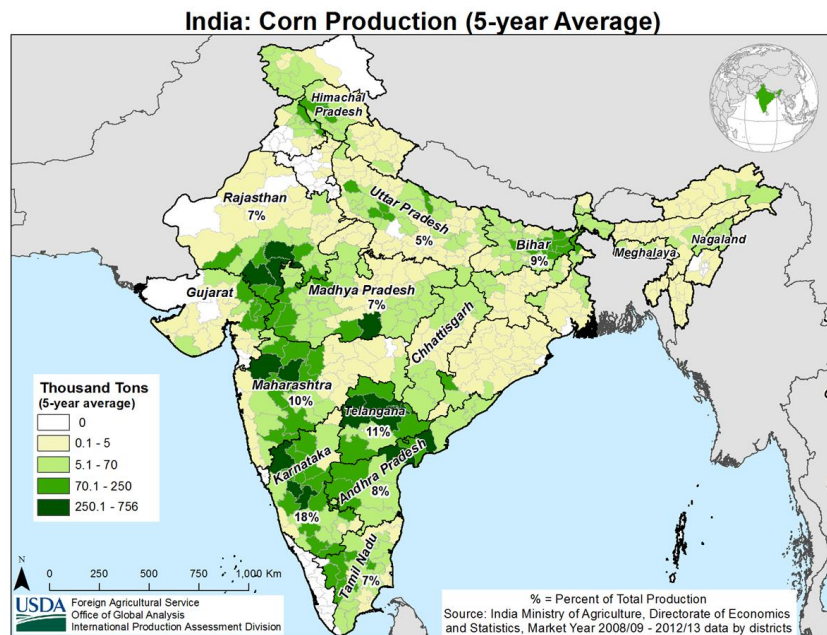 India: Corn Production (5-year Average)
Himachal
Pradesh
Rajasthan
7%
Uttar Pradesh
5%
Bihar
9%
Meghalaya
Nagaland
Gujarat
Madhya Pradesh
7%
Chhattisgarh
Maharashtra
10%
Telangana
11%
Karnataka
18%
Andhra Pradesh
8%
Tamil Nadu
7%
Thousand Tons
(5-year average)
0
0.1 - 5
5.1 - 70
70.1 - 250
250.1 - 756
N
0 250 500 750 1,000 Km
USDA
Foreign Agricultural Service
Office of Global Analysis
International Production Assessment Division
% = Percent of Total Production
Source: India Ministry of Agriculture, Directorate of Economics
and Statistics, Market Year 2008/09 - 2012/13 data by districts